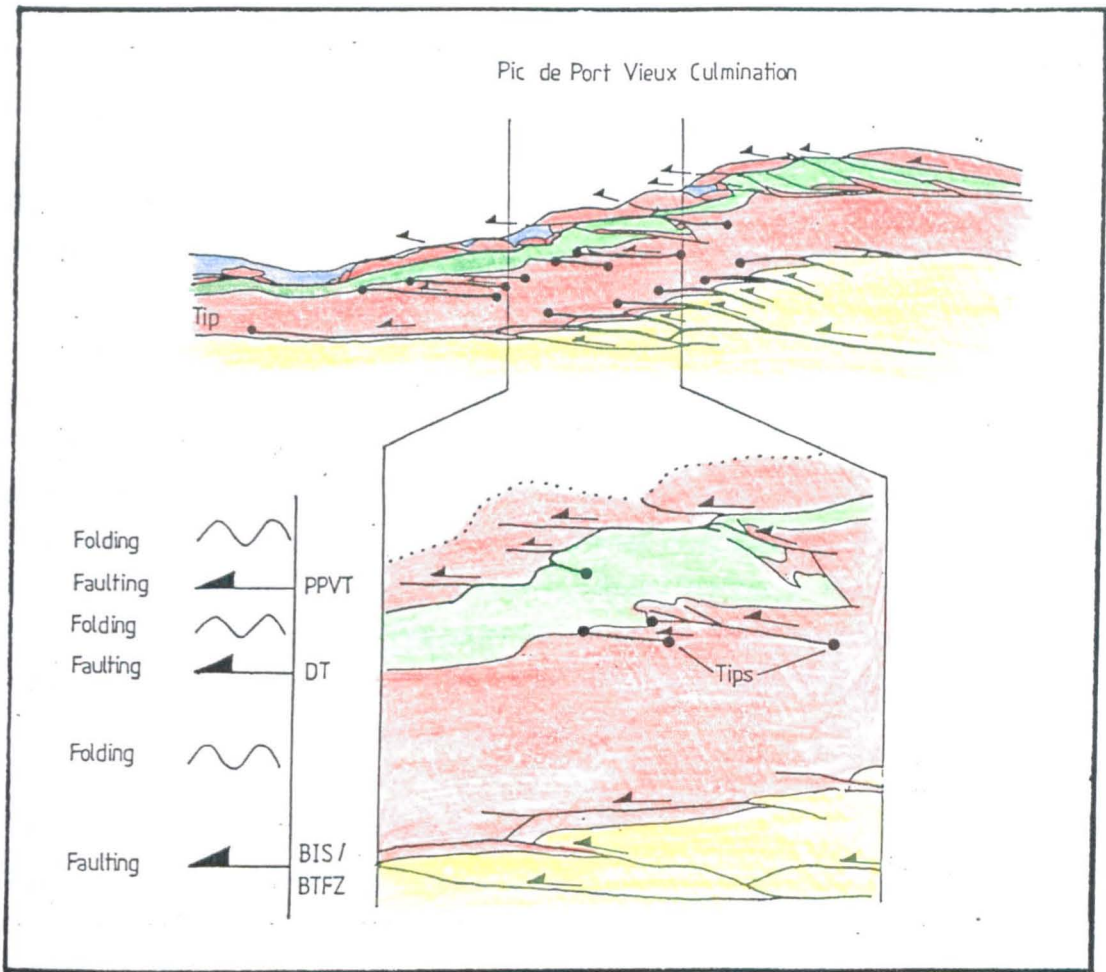 Pic de Port Vieux Culmination
Tip
Folding
Faulting PPVT
Folding
Faulting DT
Tips
Folding
Faulting BIS /
BTFZ